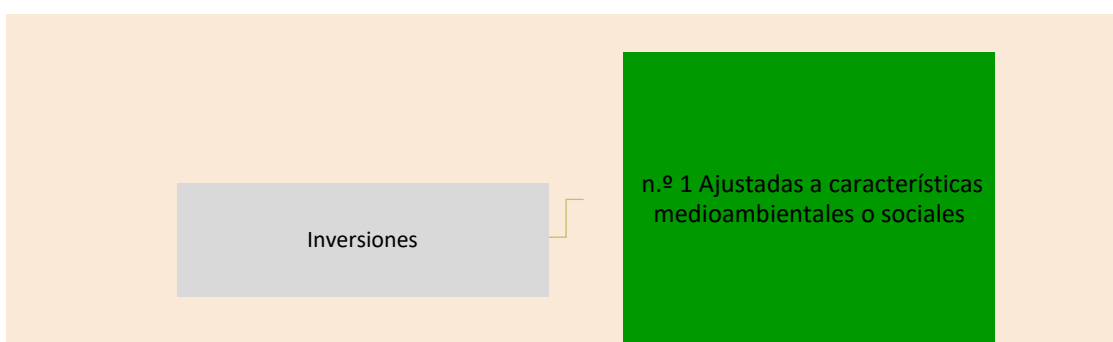 n.º 1 Ajustadas a características
medioambientales o sociales
Inversiones